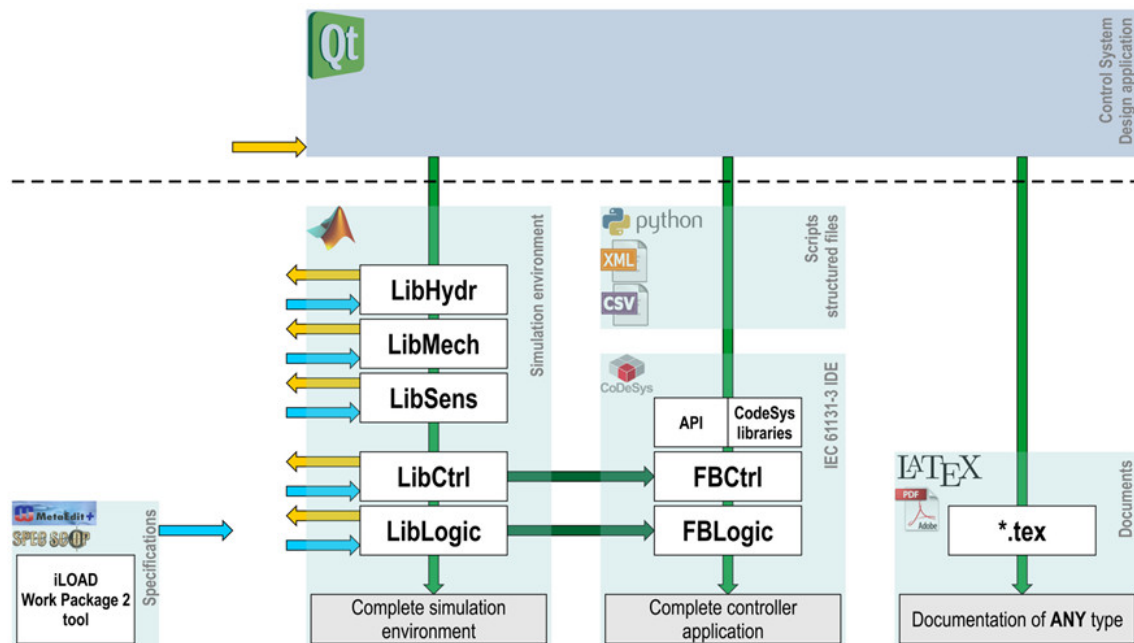 Qt
Control System
Design application
python
XML
CSV
Scripts
structured files
Simulation environment
LibHydr
LibMech
LibSens
LibCtrl
LibLogic
Complete simulation
environment
CoDeSys
IEC 61131-3 IDE
API
CodeSys
libraries
FBCtrl
FBLogic
Complete controller
application
LATEX
PDF
Adobe
*.tex
Documents
Documentation of ANY type
MetaEdit+
Specifications
iLOAD
Work Package 2
tool